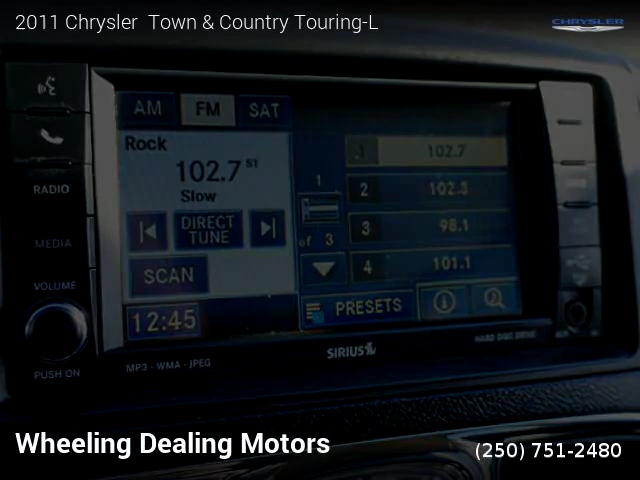 2011 Chrysler Town & Country Touring-L
CHRYSLER
AM FM SAT
Rock
102.7 S1
Slow
DIRECT TUNE
SCAN
12:45
1
of 3
1 102.7
2 102.3
3 98.1
4 101.1
PRESETS
RADIO
MEDIA
VOLUME
PUSH ON
MP3 - WMA - JPEG
SIRIUS
HARD DISC DRIVE
Wheeling Dealing Motors
(250) 751-2480